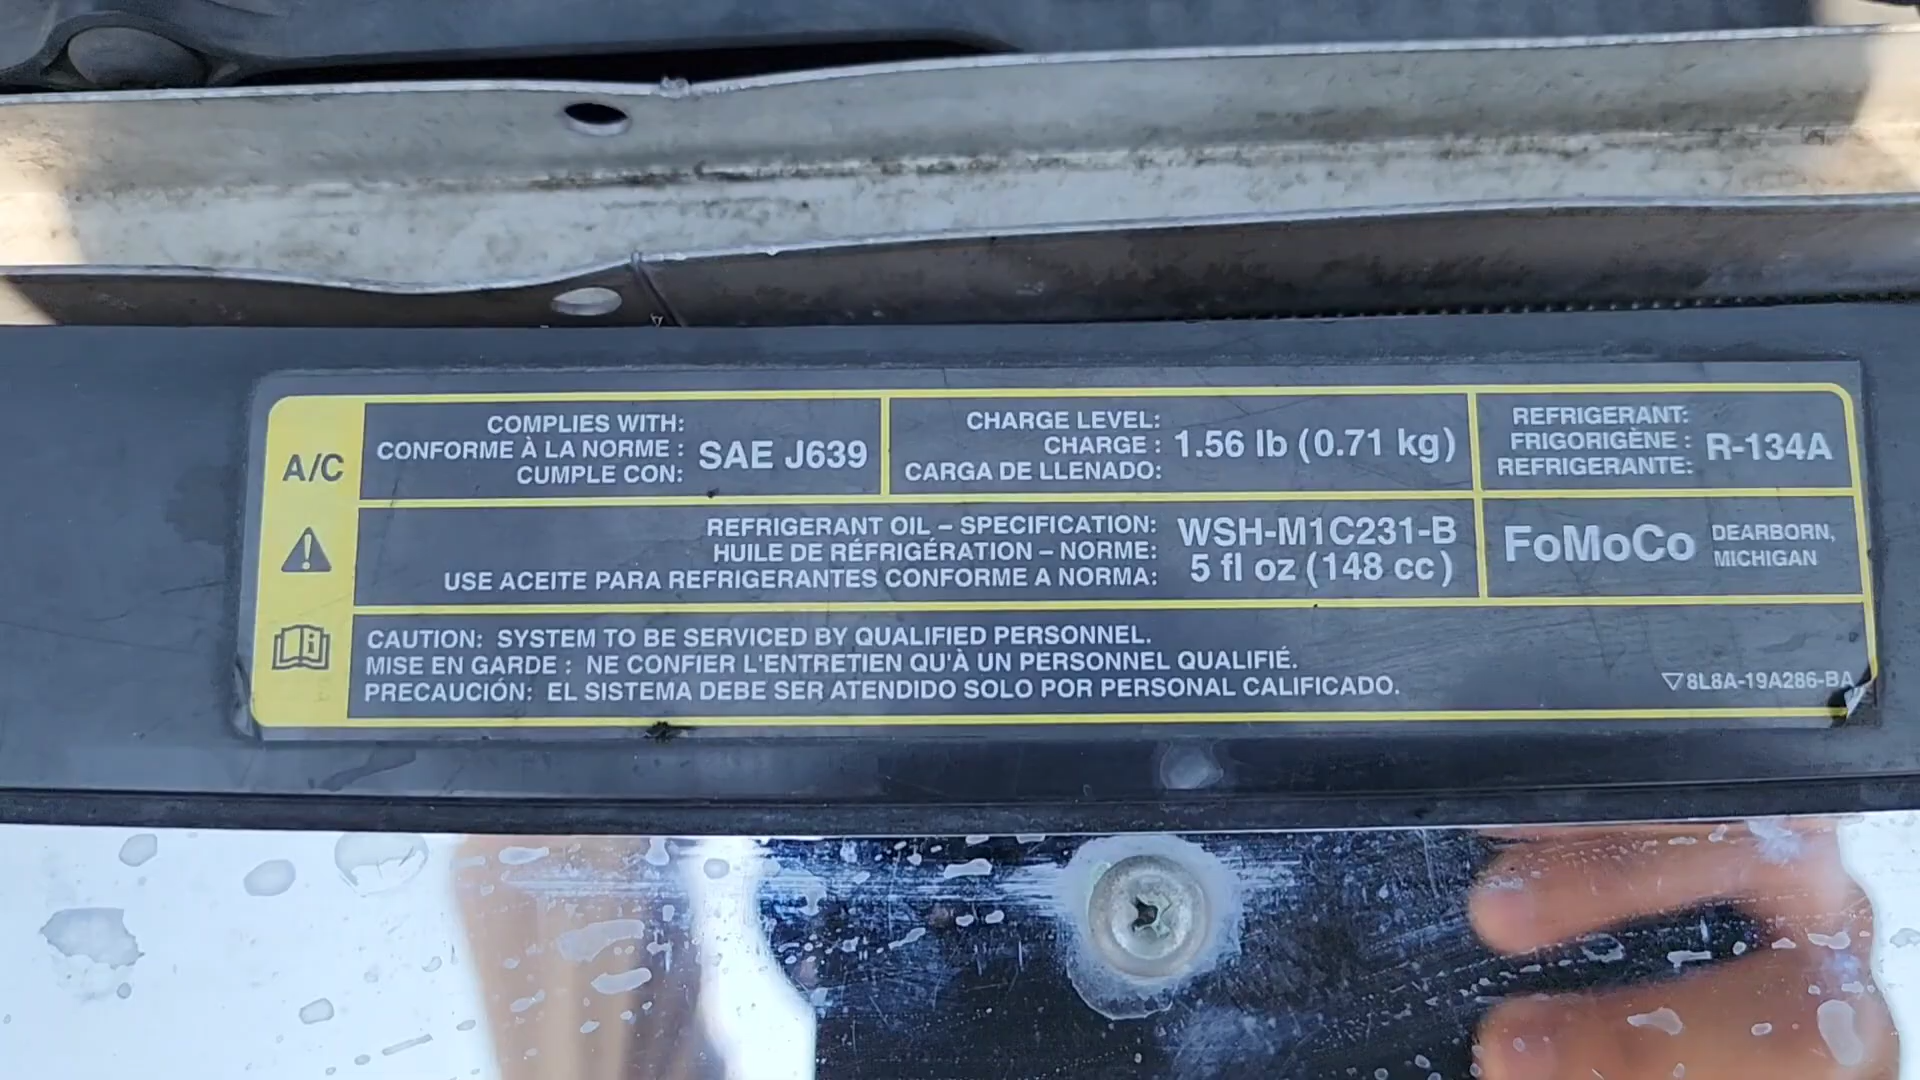 A/C
COMPLIES WITH:
CONFORME À LA NORME :
CUMPLE CON:
SAE J639
CHARGE LEVEL:
CHARGE :
CARGA DE LLENADO:
1.56 lb (0.71 kg)
REFRIGERANT:
FRIGORIGÈNE :
REFRIGERANTE:
R-134A
REFRIGERANT OIL – SPECIFICATION:
HUILE DE RÉFRIGÉRATION – NORME:
USE ACEITE PARA REFRIGERANTES CONFORME A NORMA:
WSH-M1C231-B
5 fl oz (148 cc)
FoMoCo
DEARBORN,
MICHIGAN
CAUTION: SYSTEM TO BE SERVICED BY QUALIFIED PERSONNEL.
MISE EN GARDE : NE CONFIER L'ENTRETIEN QU'À UN PERSONNEL QUALIFIÉ.
PRECAUCIÓN: EL SISTEMA DEBE SER ATENDIDO SOLO POR PERSONAL CALIFICADO.
8L8A-19A286-BA